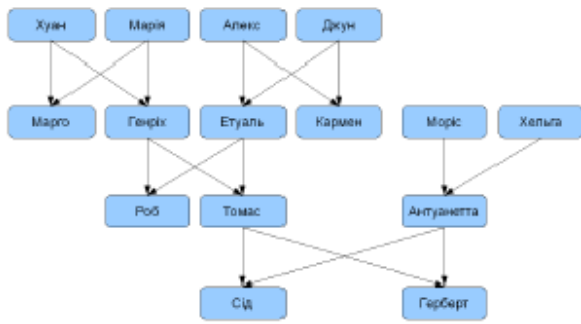 Хуан
Марія
Алекс
Джун
Марго
Генріх
Етуаль
Кармен
Моріс
Хельга
Роб
Томас
Антуанетта
Сід
Герберт